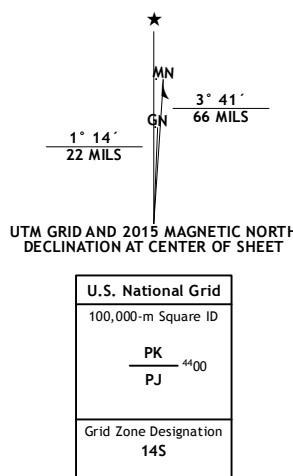 MN
GN
3° 41´
66 MILS
1° 14´
22 MILS
UTM GRID AND 2015 MAGNETIC NORTH
DECLINATION AT CENTER OF SHEET
U.S. National Grid
100,000-m Square ID
PK
4400
PJ
Grid Zone Designation
14S